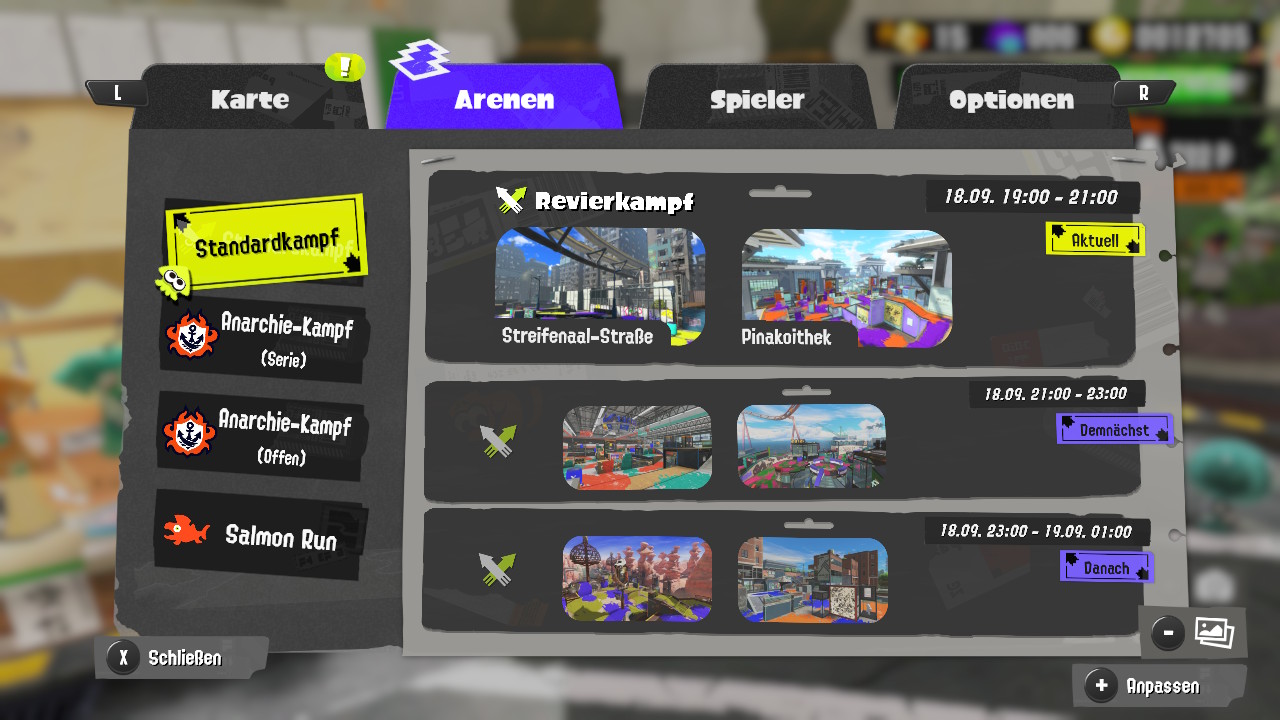 L
Karte
!
Arenen
Spieler
Optionen
R
Standardkampf
Anarchie-Kampf
(Serie)
Anarchie-Kampf
(Offen)
Salmon Run
Revierkampf
18.09. 19:00 - 21:00
Aktuell
Streifenaal-Straße
Pinakoithek
18.09. 21:00 - 23:00
Demnächst
18.09. 23:00 - 19.09. 01:00
Danach
X Schließen
-
+ Anpassen